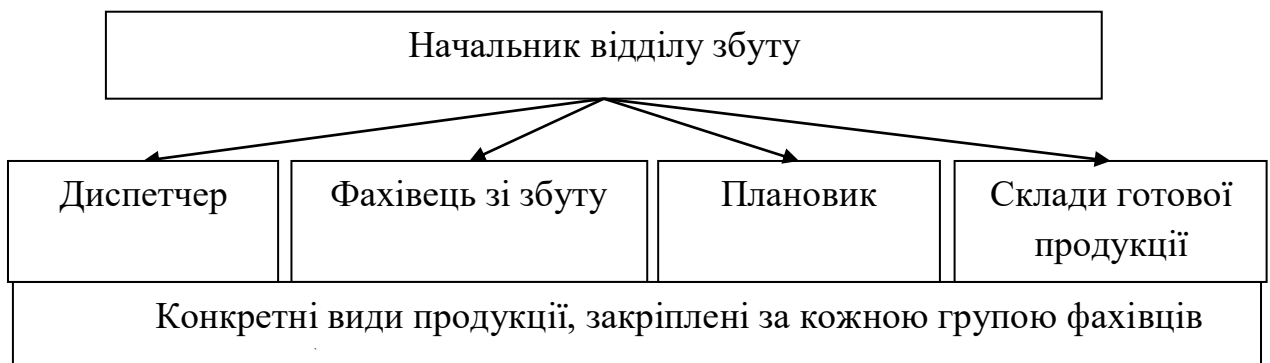 Начальник відділу збуту
Диспетчер
Фахівець зі збуту
Плановик
Склади готової
продукції
Конкретні види продукції, закріплені за кожною групою фахівців